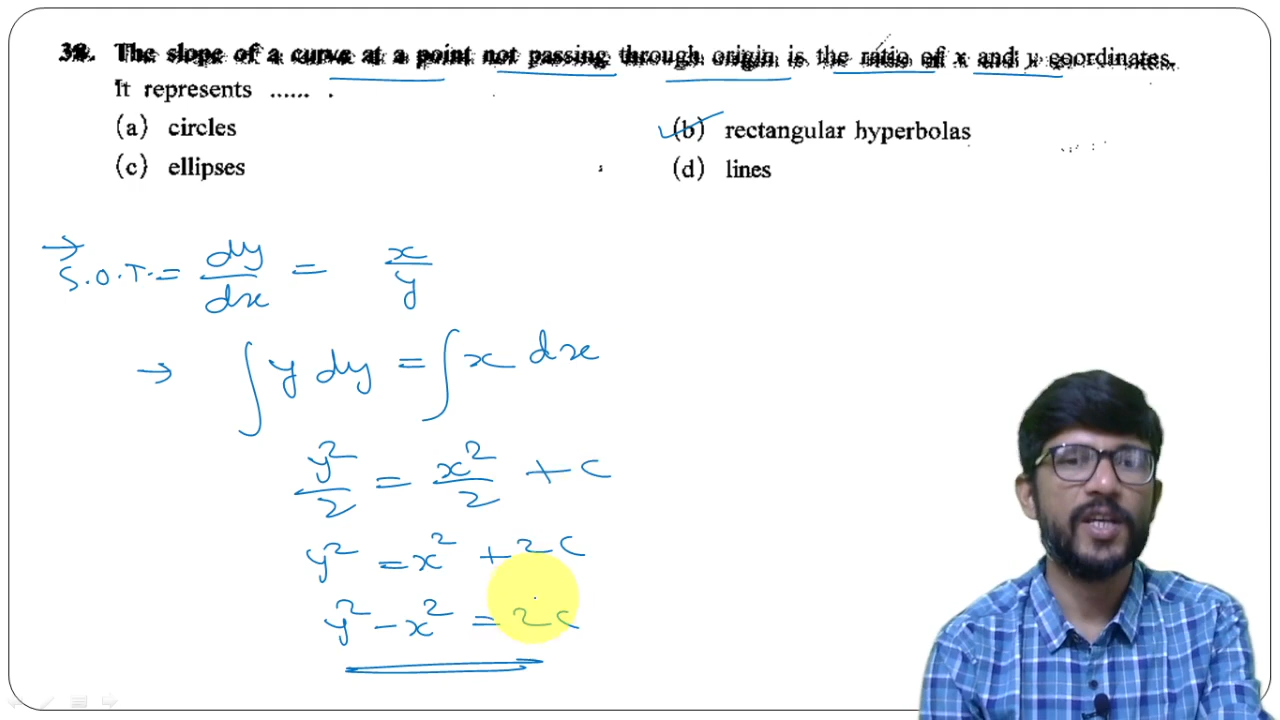 38. The slope of a curve at a point not passing through origin is the ratio of x and y coordinates.
It represents ...... .
(a) circles (b) rectangular hyperbolas
(c) ellipses (d) lines
→ S.O.T. = dy/dx = x/y
→ ∫ y dy = ∫ x dx
y²/2 = x²/2 + c
y² = x² + 2c
y² - x² = 2c